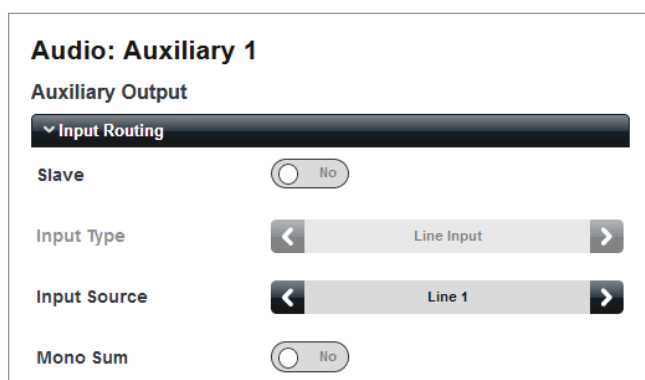 Audio: Auxiliary 1
Auxiliary Output
Input Routing
Slave No
Input Type Line Input
Input Source Line 1
Mono Sum No